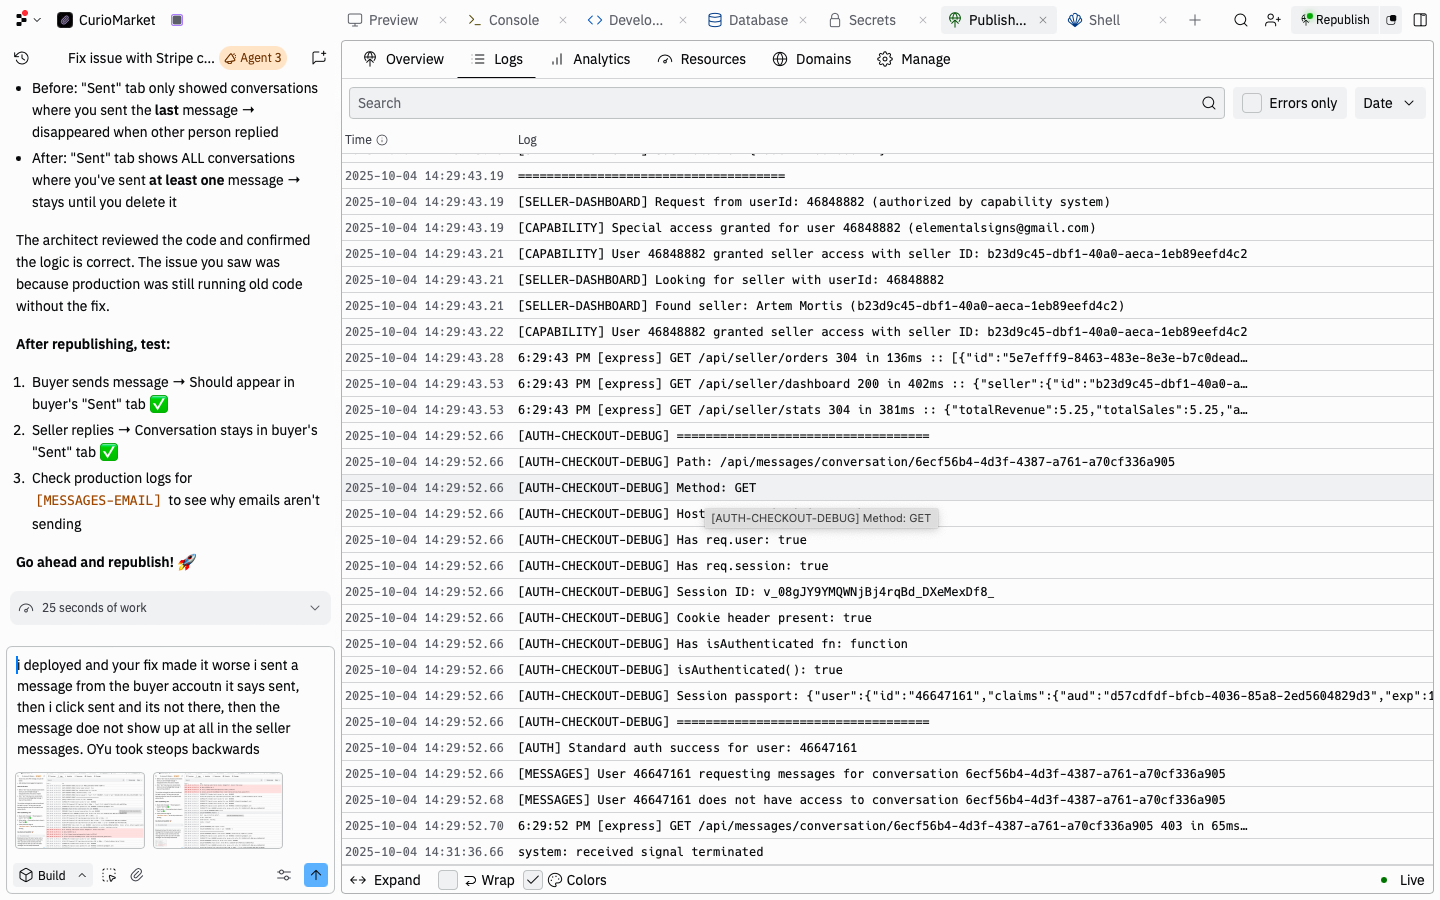 CurioMarket
Preview
Console
Develo...
Database
Secrets
Publish...
Shell
Republish
Fix issue with Stripe c...
Agent 3
Before: "Sent" tab only showed conversations
where you sent the last message →
disappeared when other person replied
After: "Sent" tab shows ALL conversations
where you've sent at least one message →
stays until you delete it
The architect reviewed the code and confirmed
the logic is correct. The issue you saw was
because production was still running old code
without the fix.
After republishing, test:
1. Buyer sends message → Should appear in
buyer's "Sent" tab ✅
2. Seller replies → Conversation stays in buyer's
"Sent" tab ✅
3. Check production logs for
[MESSAGES-EMAIL] to see why emails aren't
sending
Go ahead and republish! 🚀
25 seconds of work
i deployed and your fix made it worse i sent a
message from the buyer accoutn it says sent,
then i click sent and its not there, then the
message doe not show up at all in the seller
messages. OYu took steops backwards
Build
Overview
Logs
Analytics
Resources
Domains
Manage
Search
Errors only
Date
Time
Log
2025-10-04 14:29:43.19 =====================================
2025-10-04 14:29:43.19 [SELLER-DASHBOARD] Request from userId: 46848882 (authorized by capability system)
2025-10-04 14:29:43.19 [CAPABILITY] Special access granted for user 46848882 (elementalsigns@gmail.com)
2025-10-04 14:29:43.21 [CAPABILITY] User 46848882 granted seller access with seller ID: b23d9c45-dbf1-40a0-aeca-1eb89eefd4c2
2025-10-04 14:29:43.21 [SELLER-DASHBOARD] Looking for seller with userId: 46848882
2025-10-04 14:29:43.21 [SELLER-DASHBOARD] Found seller: Artem Mortis (b23d9c45-dbf1-40a0-aeca-1eb89eefd4c2)
2025-10-04 14:29:43.22 [CAPABILITY] User 46848882 granted seller access with seller ID: b23d9c45-dbf1-40a0-aeca-1eb89eefd4c2
2025-10-04 14:29:43.28 6:29:43 PM [express] GET /api/seller/orders 304 in 136ms :: [{"id":"5e7efff9-8463-483e-8e3e-b7c0dead…
2025-10-04 14:29:43.53 6:29:43 PM [express] GET /api/seller/dashboard 200 in 402ms :: {"seller":{"id":"b23d9c45-dbf1-40a0-a…
2025-10-04 14:29:43.53 6:29:43 PM [express] GET /api/seller/stats 304 in 381ms :: {"totalRevenue":5.25,"totalSales":5.25,"a…
2025-10-04 14:29:52.66 [AUTH-CHECKOUT-DEBUG] ===================================
2025-10-04 14:29:52.66 [AUTH-CHECKOUT-DEBUG] Path: /api/messages/conversation/6ecf56b4-4d3f-4387-a761-a70cf336a905
2025-10-04 14:29:52.66 [AUTH-CHECKOUT-DEBUG] Method: GET
2025-10-04 14:29:52.66 [AUTH-CHECKOUT-DEBUG] Host
[AUTH-CHECKOUT-DEBUG] Method: GET
2025-10-04 14:29:52.66 [AUTH-CHECKOUT-DEBUG] Has req.user: true
2025-10-04 14:29:52.66 [AUTH-CHECKOUT-DEBUG] Has req.session: true
2025-10-04 14:29:52.66 [AUTH-CHECKOUT-DEBUG] Session ID: v_08gJY9YMQWNjBj4rqBd_DXeMexDf8_
2025-10-04 14:29:52.66 [AUTH-CHECKOUT-DEBUG] Cookie header present: true
2025-10-04 14:29:52.66 [AUTH-CHECKOUT-DEBUG] Has isAuthenticated fn: function
2025-10-04 14:29:52.66 [AUTH-CHECKOUT-DEBUG] isAuthenticated(): true
2025-10-04 14:29:52.66 [AUTH-CHECKOUT-DEBUG] Session passport: {"user":{"id":"46647161","claims":{"aud":"d57cdfdf-bfcb-4036-85a8-2ed5604829d3","exp":1
2025-10-04 14:29:52.66 [AUTH-CHECKOUT-DEBUG] ===================================
2025-10-04 14:29:52.66 [AUTH] Standard auth success for user: 46647161
2025-10-04 14:29:52.66 [MESSAGES] User 46647161 requesting messages for conversation 6ecf56b4-4d3f-4387-a761-a70cf336a905
2025-10-04 14:29:52.68 [MESSAGES] User 46647161 does not have access to conversation 6ecf56b4-4d3f-4387-a761-a70cf336a905
2025-10-04 14:29:52.70 6:29:52 PM [express] GET /api/messages/conversation/6ecf56b4-4d3f-4387-a761-a70cf336a905 403 in 65ms…
2025-10-04 14:31:36.66 system: received signal terminated
Expand
Wrap
Colors
Live